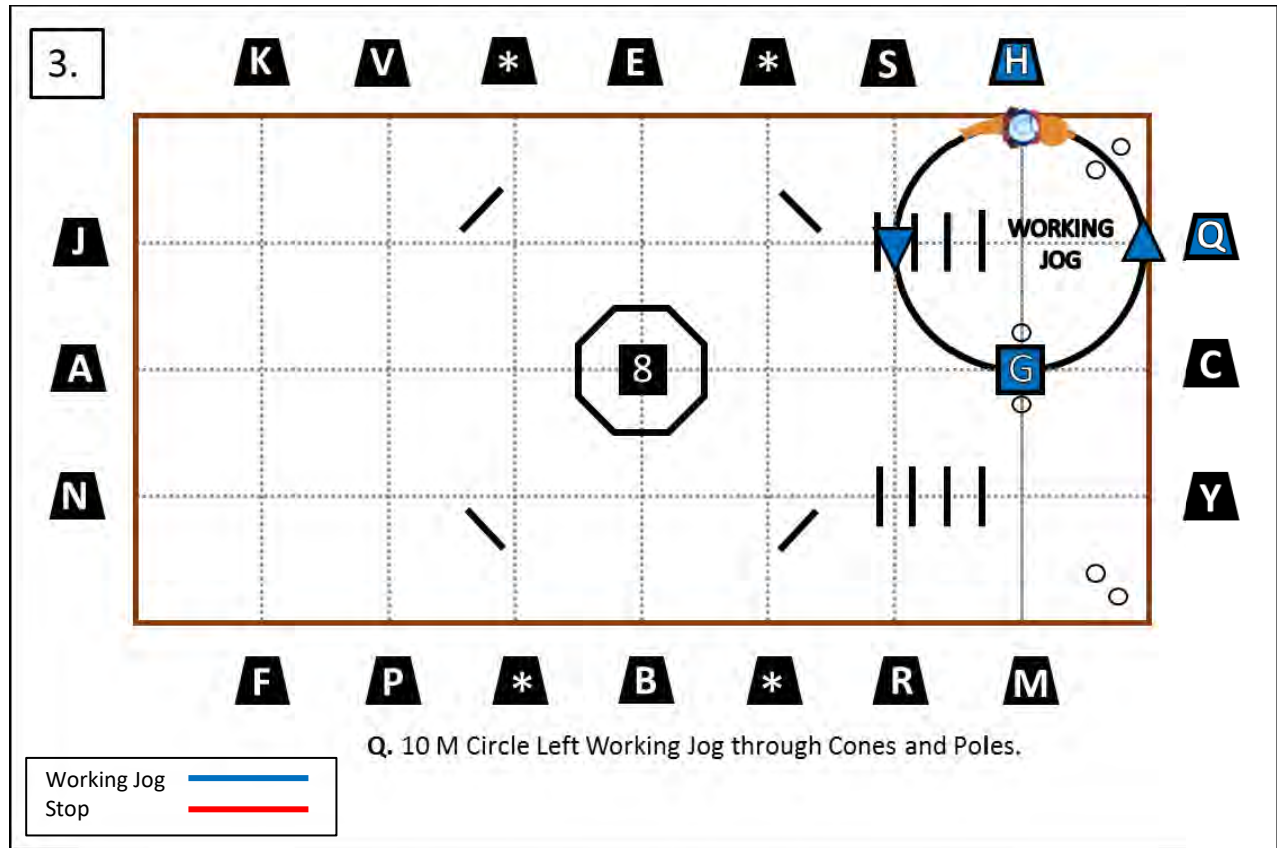 3.
K V * E * S H
J
WORKING
JOG
Q
A
8
G
C
N
Y
F P * B * R M
Q. 10 M Circle Left Working Jog through Cones and Poles.
Working Jog
Stop